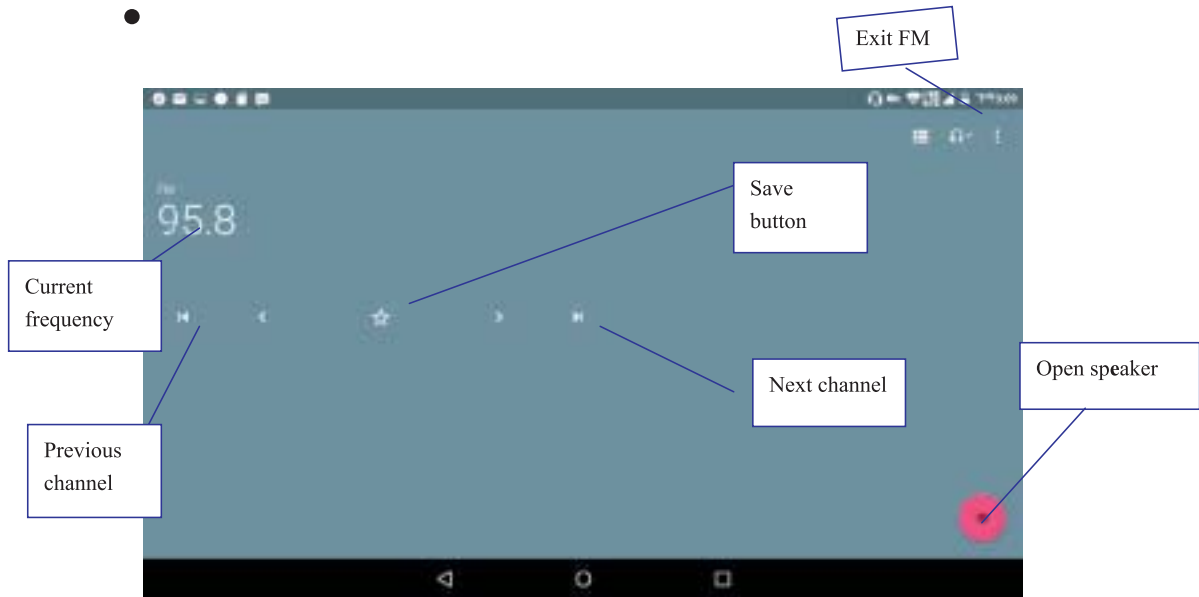 Exit FM
Save
button
FM
95.8
Current
frequency
Next channel
Open speaker
Previous
channel